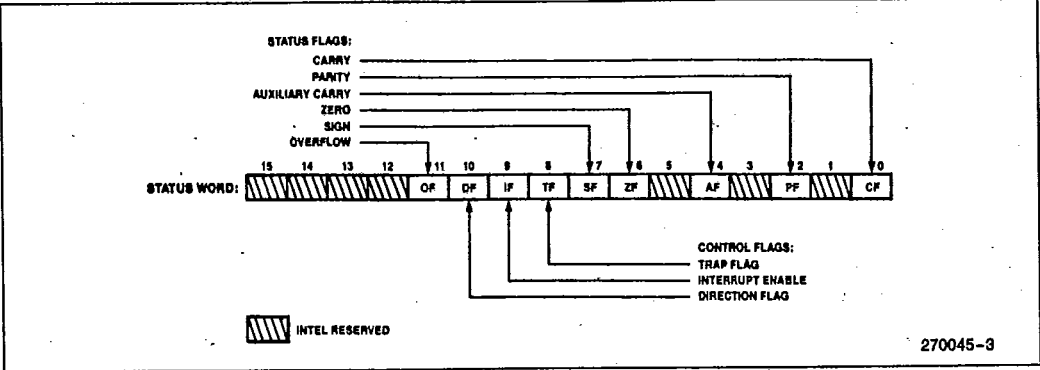 STATUS FLAGS:
CARRY
PARITY
AUXILIARY CARRY
ZERO
SIGN
OVERFLOW
15 14 13 12 11 10 9 8 7 6 5 4 3 2 1 0
STATUS WORD: OF DF IF TF SF ZF AF PF CF
CONTROL FLAGS:
TRAP FLAG
INTERRUPT ENABLE
DIRECTION FLAG
INTEL RESERVED
270045-3